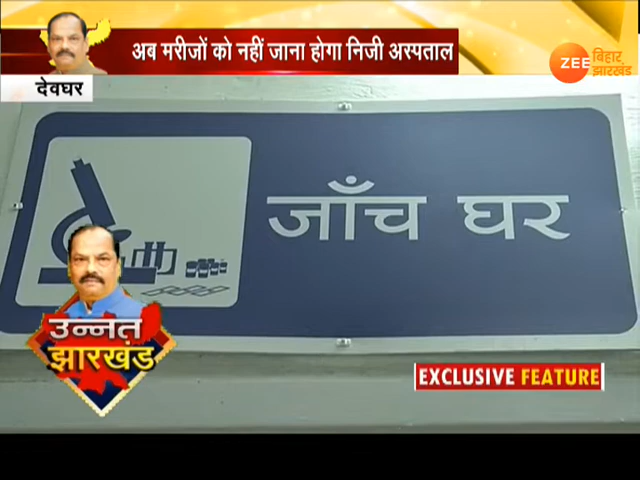 अब मरीजों को नहीं जाना होगा निजी अस्पताल
ZEE बिहार झारखंड
देवघर
जाँच घर
उन्नत
झारखंड
EXCLUSIVE FEATURE